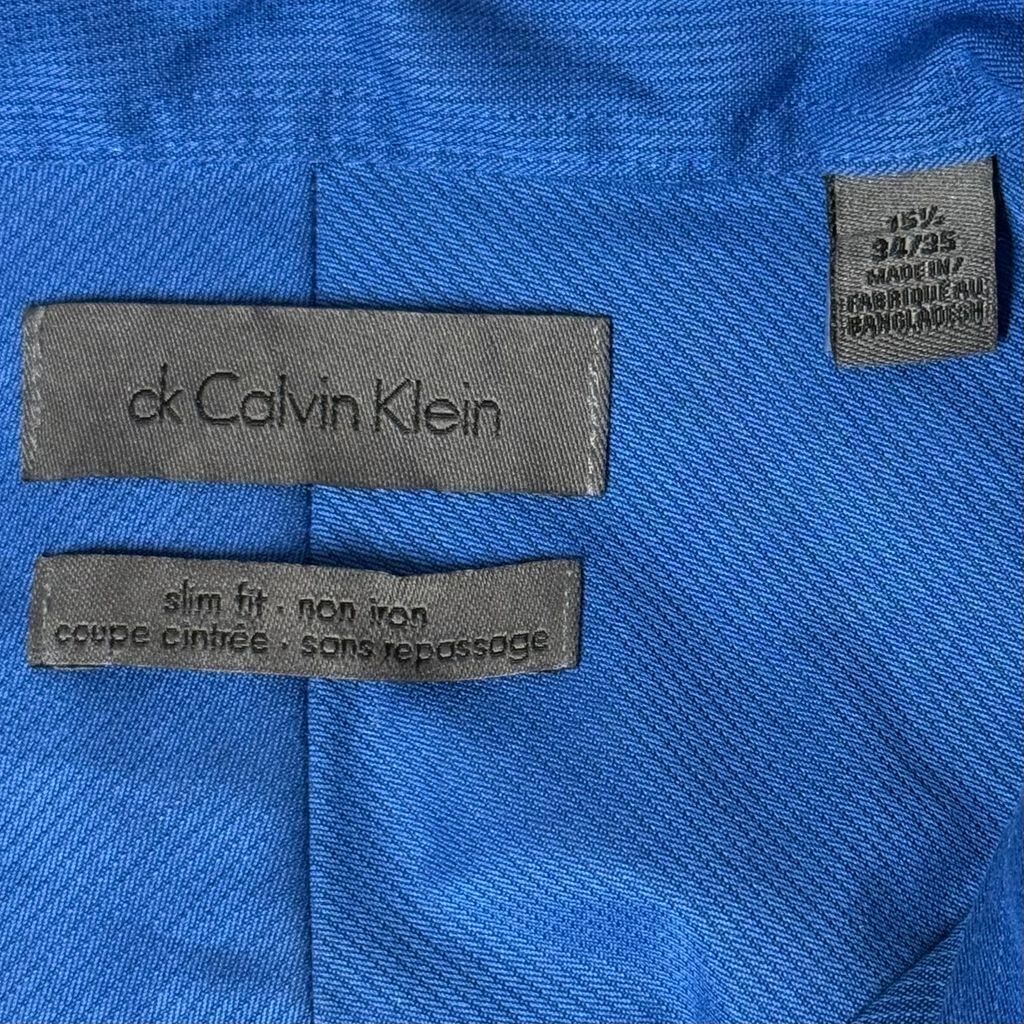 ck Calvin Klein
slim fit · non iron
coupe cintrée · sans repassage
15½
34/35
MADE IN/
FABRIQUE AU
BANGLADESH